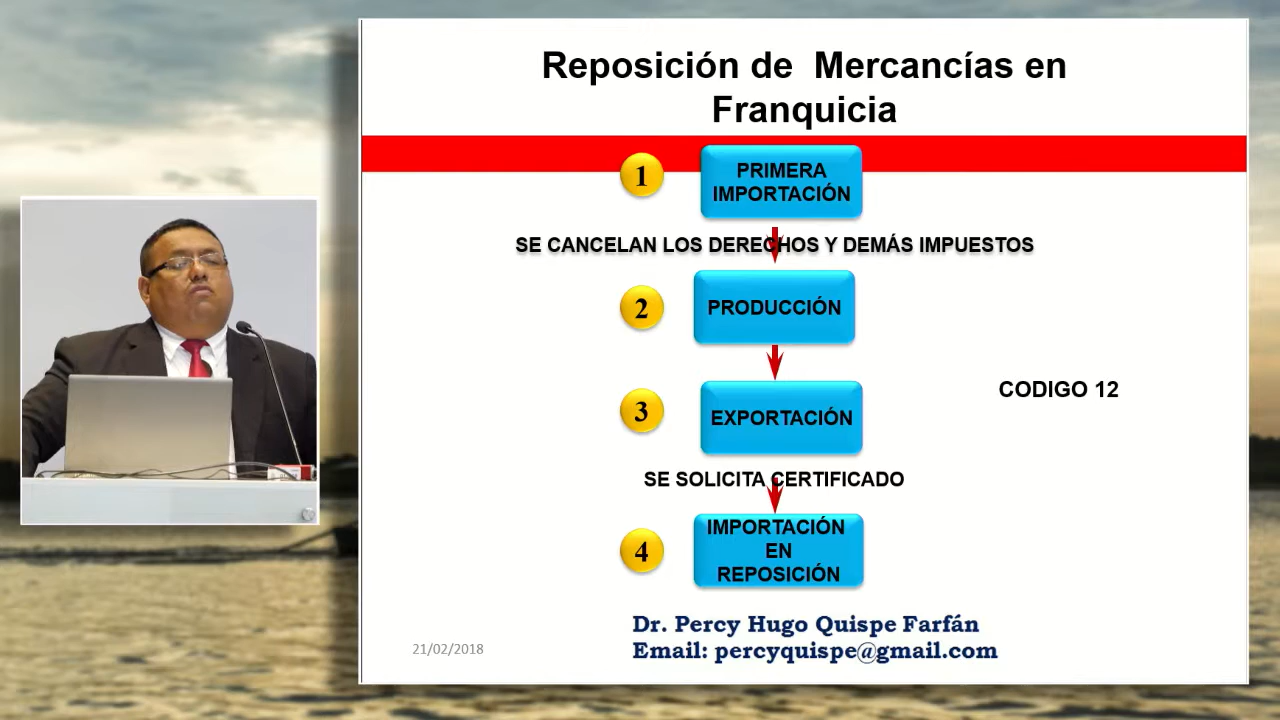 Reposición de  Mercancías en
Franquicia
1
PRIMERA
IMPORTACIÓN
SE CANCELAN LOS DERECHOS Y DEMÁS IMPUESTOS
2
PRODUCCIÓN
3
EXPORTACIÓN
CODIGO 12
SE SOLICITA CERTIFICADO
4
IMPORTACIÓN
EN
REPOSICIÓN
Dr. Percy Hugo Quispe Farfán
Email: percyquispe@gmail.com
21/02/2018